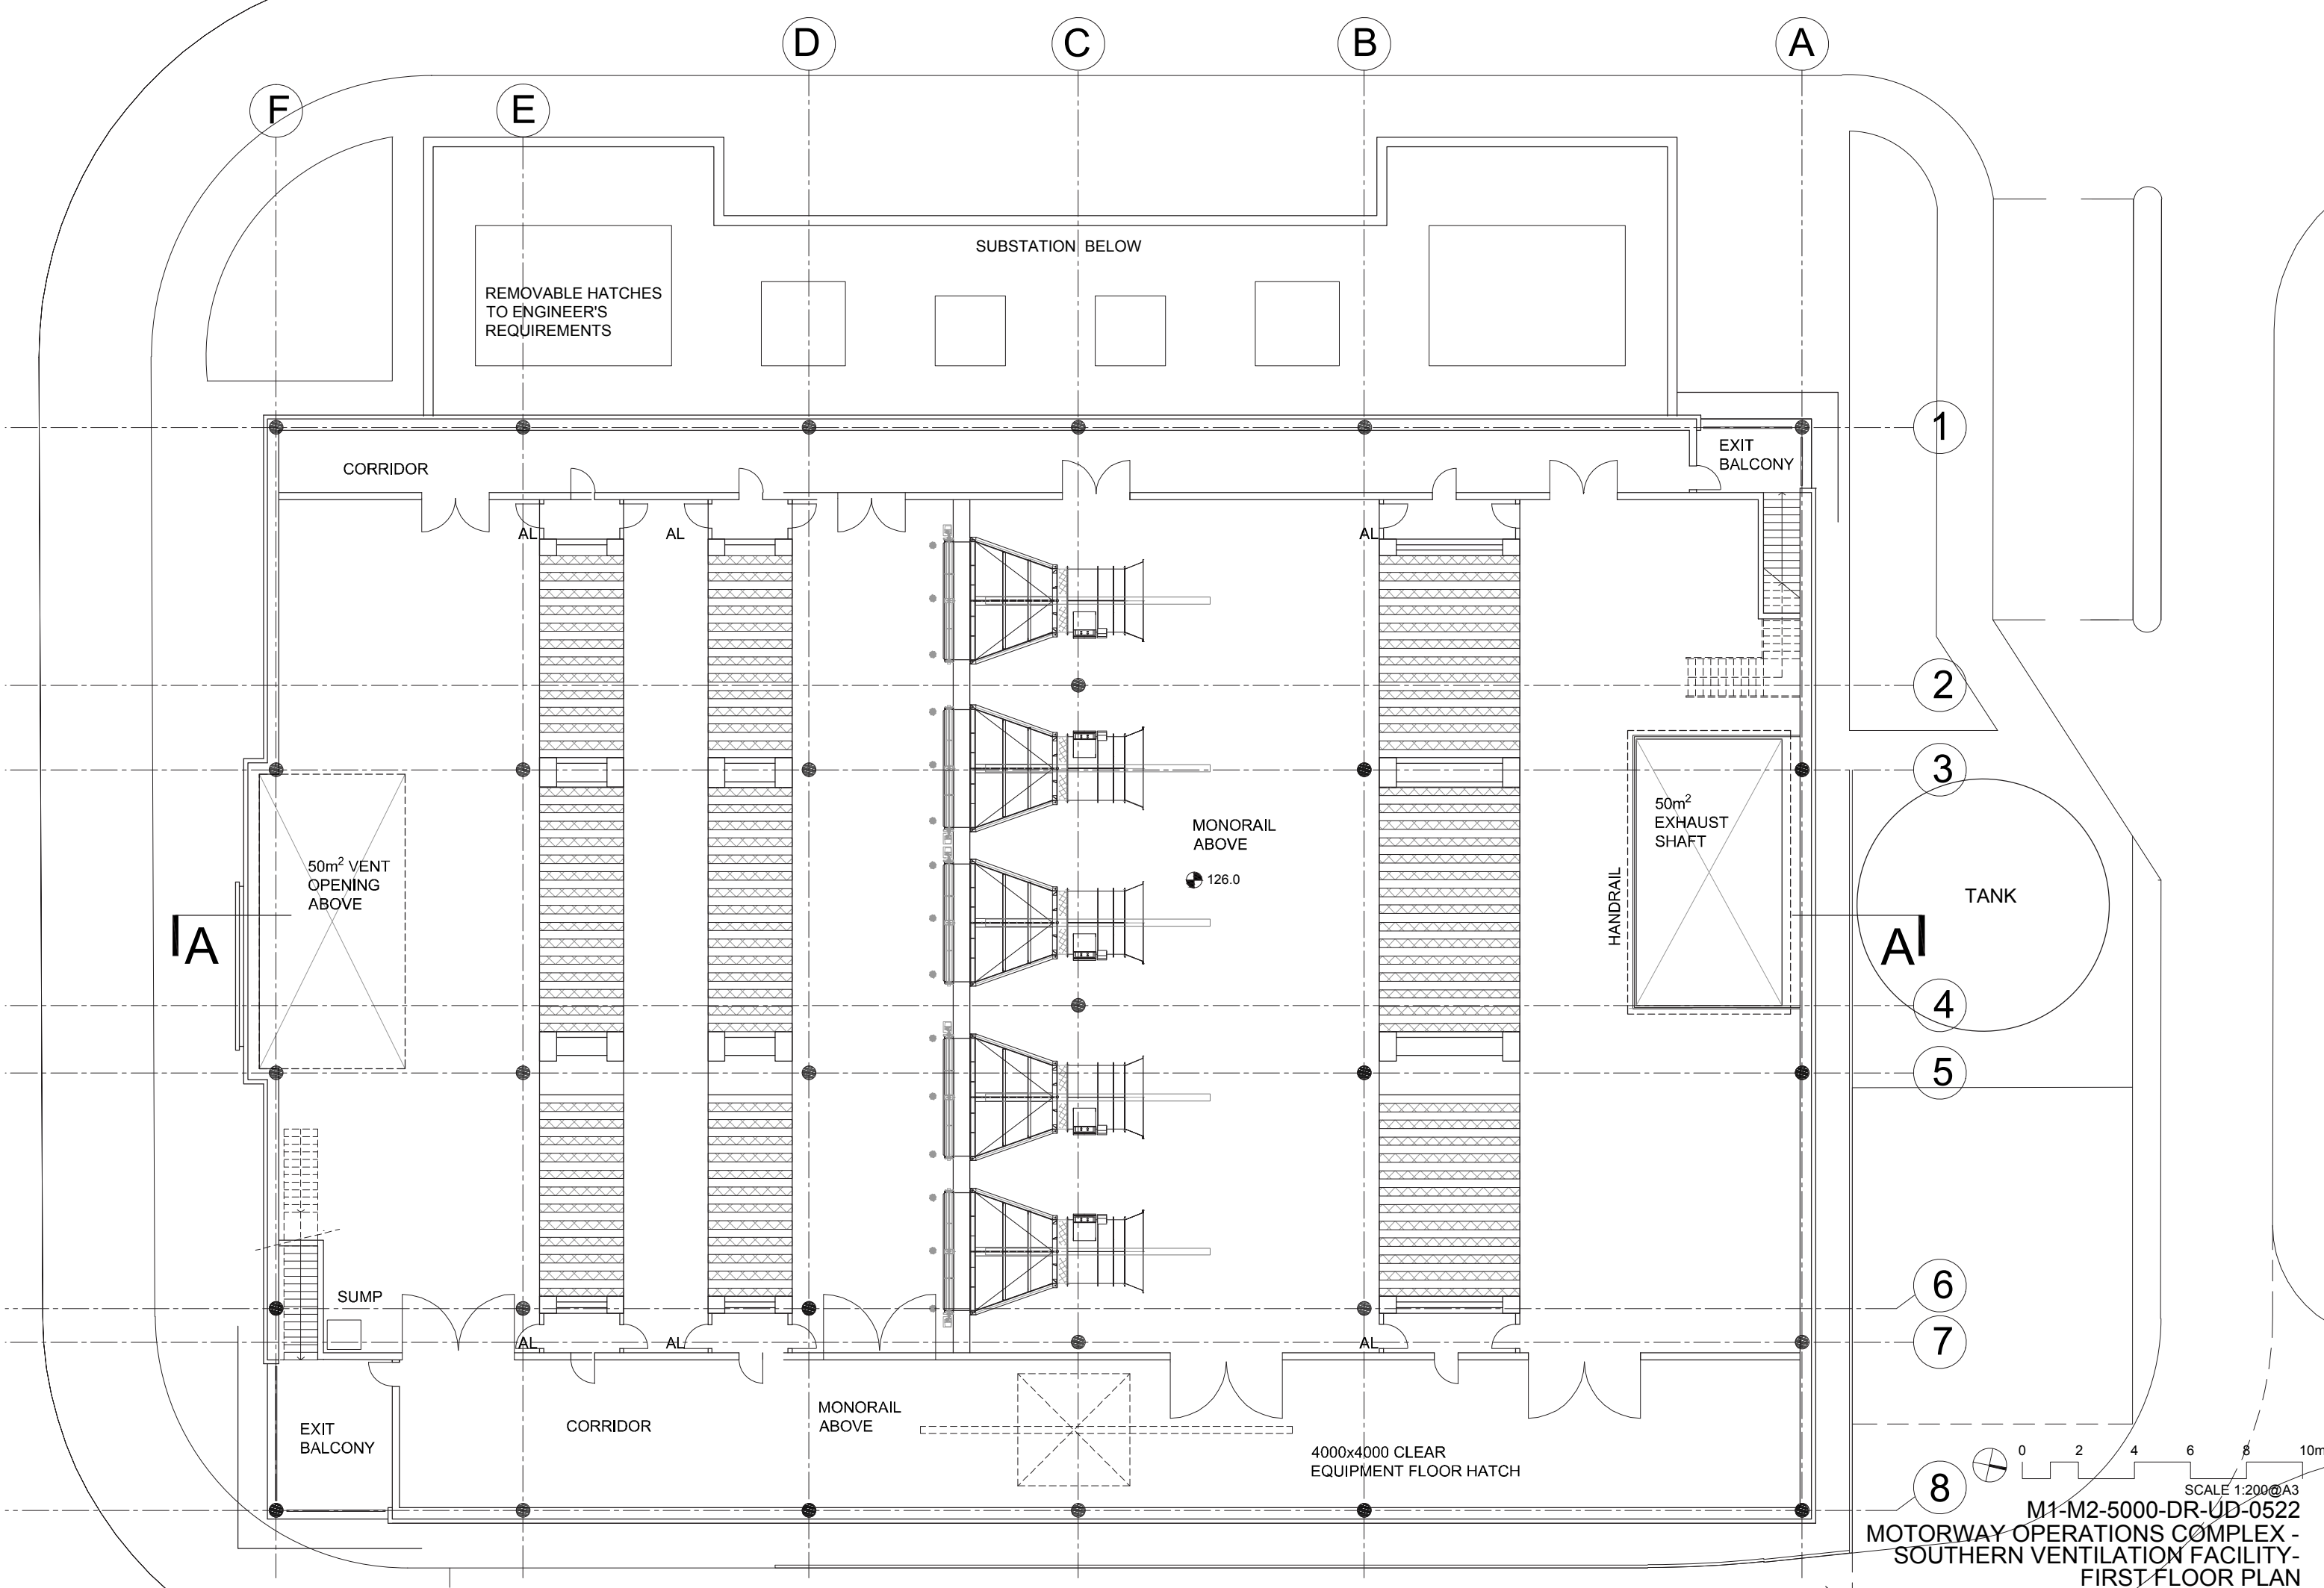 D
C
B
A
F
E
SUBSTATION BELOW
REMOVABLE HATCHES
TO ENGINEER'S
REQUIREMENTS
1
EXIT
BALCONY
CORRIDOR
AL
AL
AL
2
3
50m2
EXHAUST
SHAFT
MONORAIL
ABOVE
126.0
50m2 VENT
OPENING
ABOVE
HANDRAIL
TANK
A
A
4
5
6
SUMP
7
AL
AL
AL
EXIT
BALCONY
CORRIDOR
MONORAIL
ABOVE
4000x4000 CLEAR
EQUIPMENT FLOOR HATCH
0 2 4 6 8 10m
8
SCALE 1:200@A3
M1-M2-5000-DR-UD-0522
MOTORWAY OPERATIONS COMPLEX -
SOUTHERN VENTILATION FACILITY-
FIRST FLOOR PLAN